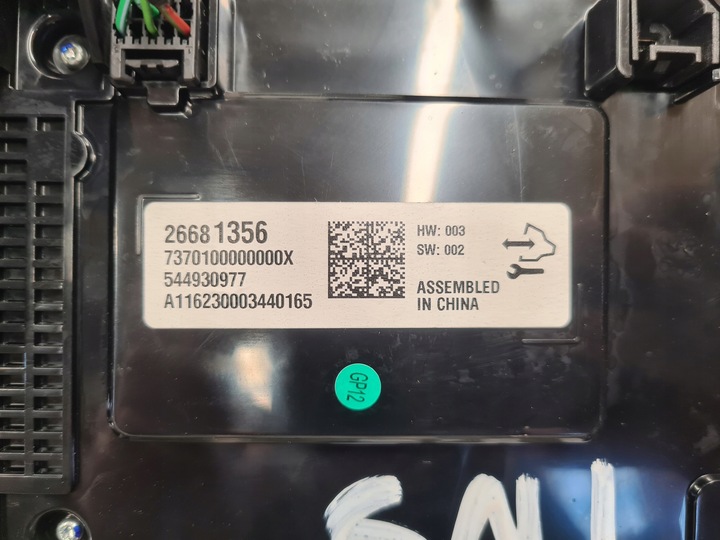 26681356
7370100000000X
544930977
A116230003440165
HW: 003
SW: 002
ASSEMBLED
IN CHINA
GP12